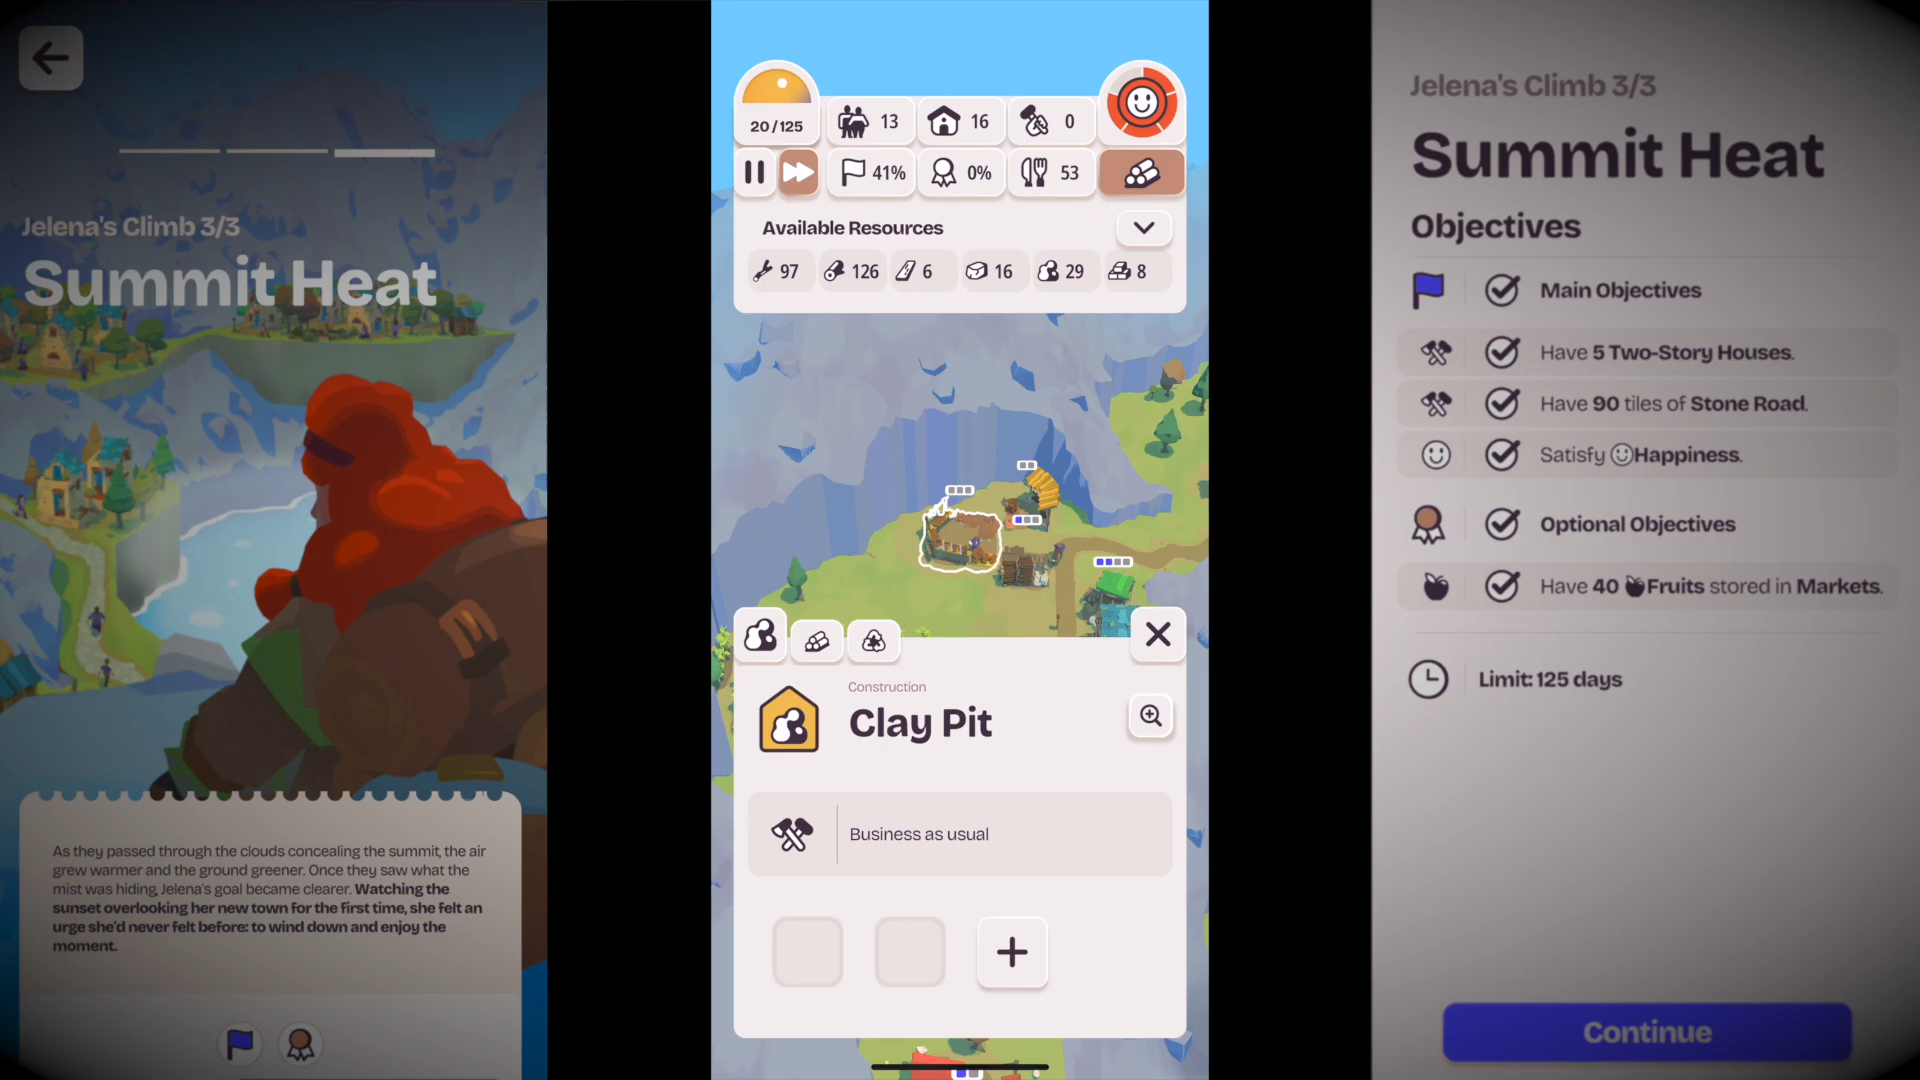 Jelena's Climb 3/3
Summit Heat
As they passed through the clouds concealing the summit, the air
grew warmer and the ground greener. Once they saw what the
mist was hiding, Jelena's goal became clearer. Watching the
sunset overlooking her new town for the first time, she felt an
urge she'd never felt before: to wind down and enjoy the
moment.
20/125
13
16
0
41%
0%
53
Available Resources
97
126
6
16
29
8
Construction
Clay Pit
Business as usual
Jelena's Climb 3/3
Summit Heat
Objectives
Main Objectives
Have 5 Two-Story Houses.
Have 90 tiles of Stone Road.
Satisfy Happiness.
Optional Objectives
Have 40 Fruits stored in Markets.
Limit: 125 days
Continue